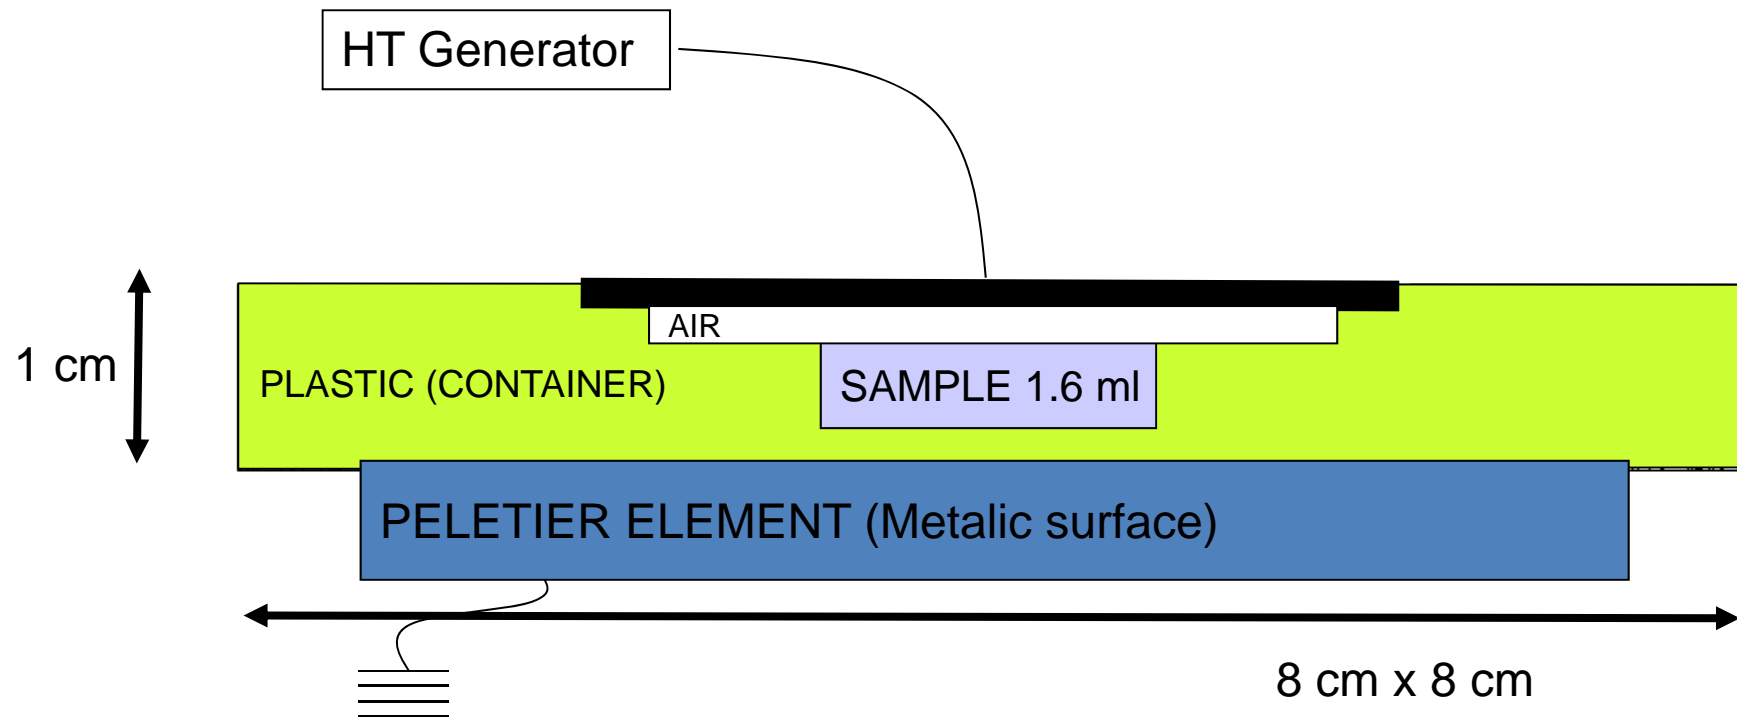 HT Generator
AIR
1 cm
PLASTIC (CONTAINER)
SAMPLE 1.6 ml
PELETIER ELEMENT (Metalic surface)
8 cm x 8 cm